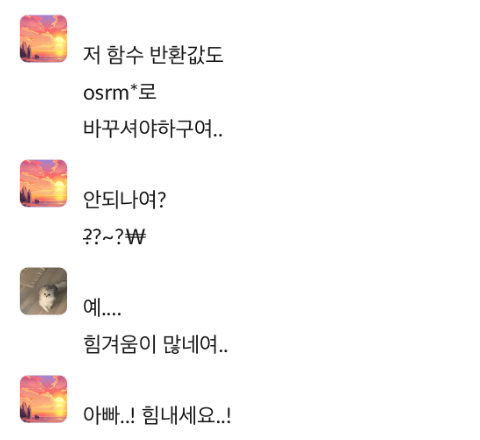 저 함수 반환값도
osrm*로
바꾸셔야하구여..
안되나여?
??~?₩
예....
힘겨움이 많네여..
아빠..! 힘내세요..!